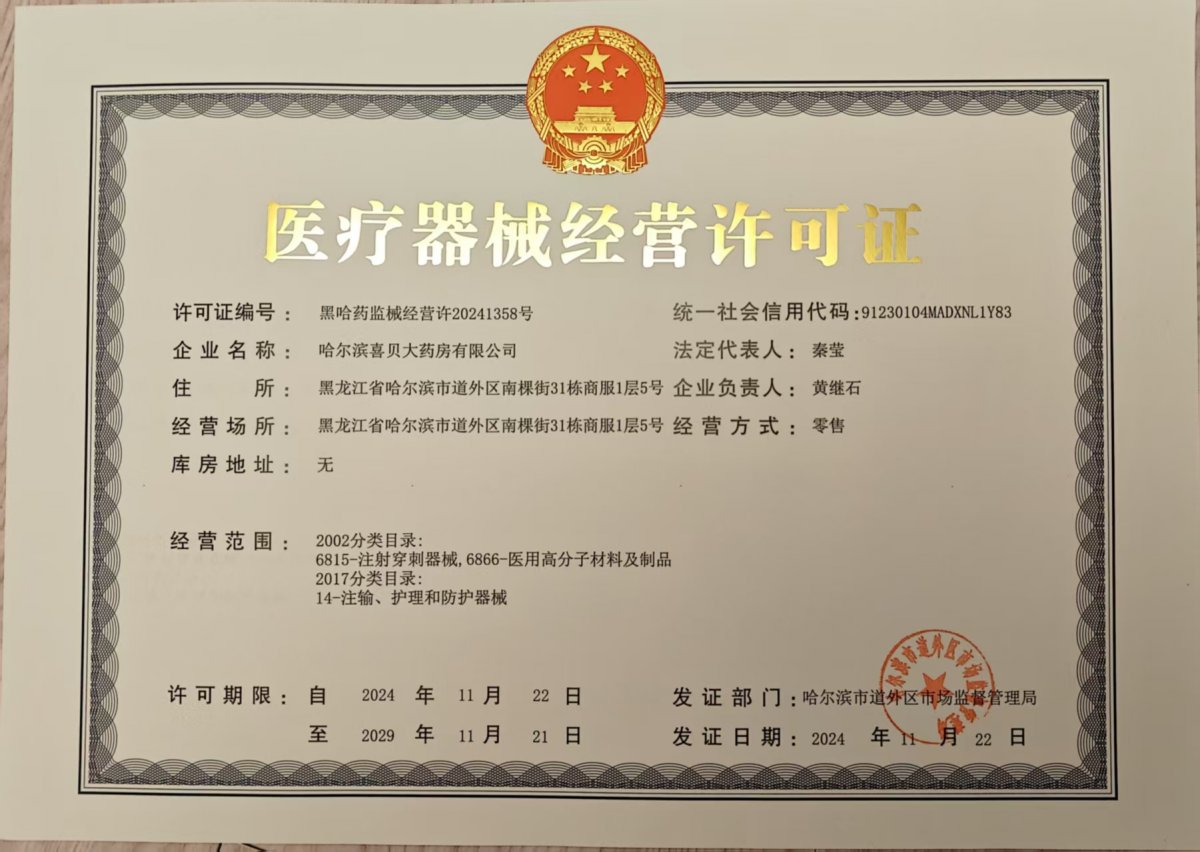 医疗器械经营许可证
许可证编号： 黑哈药监械经营许20241358号
统一社会信用代码：91230104MADXNL1Y83
企业名称： 哈尔滨喜贝大药房有限公司
法定代表人： 秦莹
住 所： 黑龙江省哈尔滨市道外区南棵街31栋商服1层5号
企业负责人： 黄继石
经营场所： 黑龙江省哈尔滨市道外区南棵街31栋商服1层5号
经营方式： 零售
库房地址： 无
经营范围： 2002分类目录:
6815-注射穿刺器械,6866-医用高分子材料及制品
2017分类目录:
14-注输、护理和防护器械
许可期限： 自 2024 年 11 月 22 日
至 2029 年 11 月 21 日
发证部门：哈尔滨市道外区市场监督管理局
发证日期： 2024 年 11 月 22 日